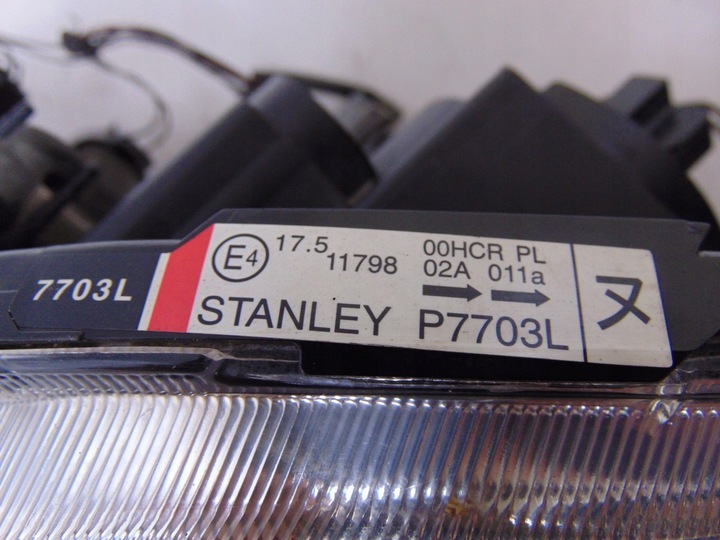 7703L
E4 17.5 11798
00HCR PL
02A 011a
→ →
STANLEY P7703L
ヌ